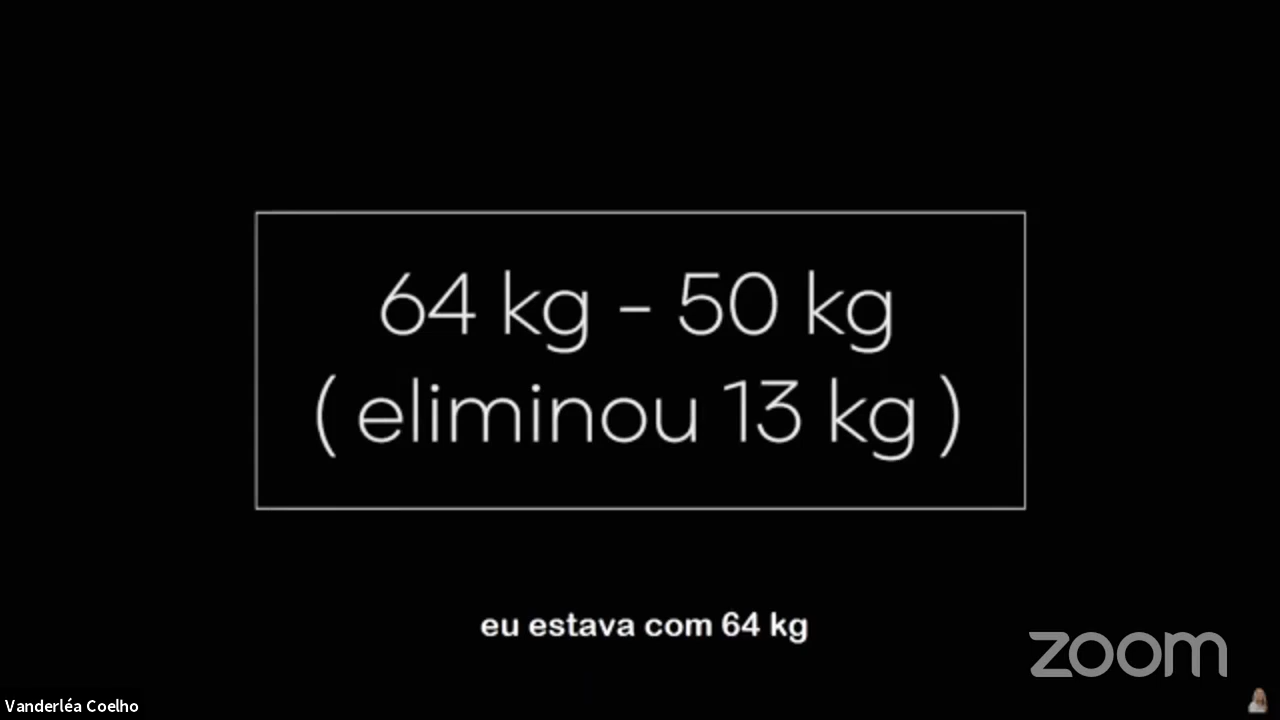 64 kg - 50 kg
( eliminou 13 kg )
eu estava com 64 kg
zoom
Vanderléa Coelho